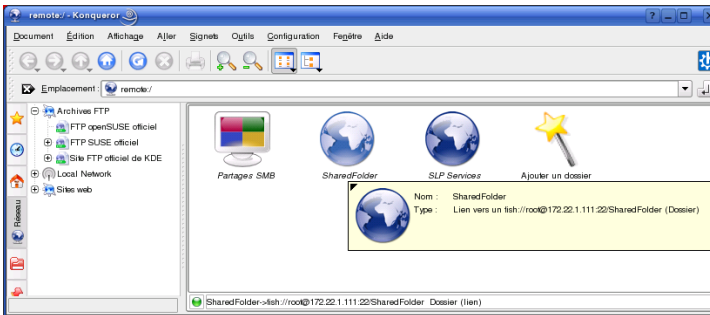 remote:/ - Konqueror
Document Édition Affichage Aller Signets Outils Configuration Fenêtre Aide
Emplacement : remote:/
Archives FTP
FTP openSUSE officiel
FTP SUSE officiel
Site FTP officiel de KDE
Local Network
Sites web
Réseau
Partages SMB
SharedFolder
SLP Services
Ajouter un dossier
Nom : SharedFolder
Type : Lien vers un fish://root@172.22.1.111:22/SharedFolder (Dossier)
SharedFolder->fish://root@172.22.1.111:22/SharedFolder Dossier (lien)